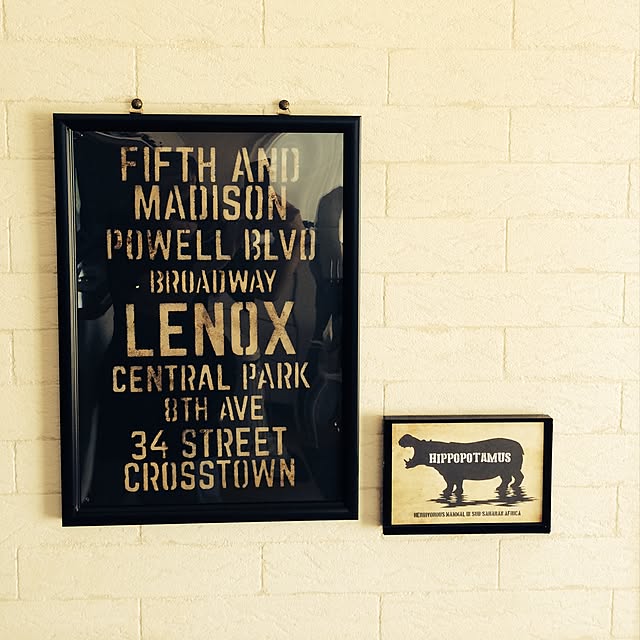 FIFTH AND
MADISON
POWELL BLVD
BROADWAY
LENOX
CENTRAL PARK
8TH AVE
34 STREET
CROSSTOWN
HIPPOPOTAMUS
HERBIVOROUS MAMMAL IN SUB SAHARAN AFRICA